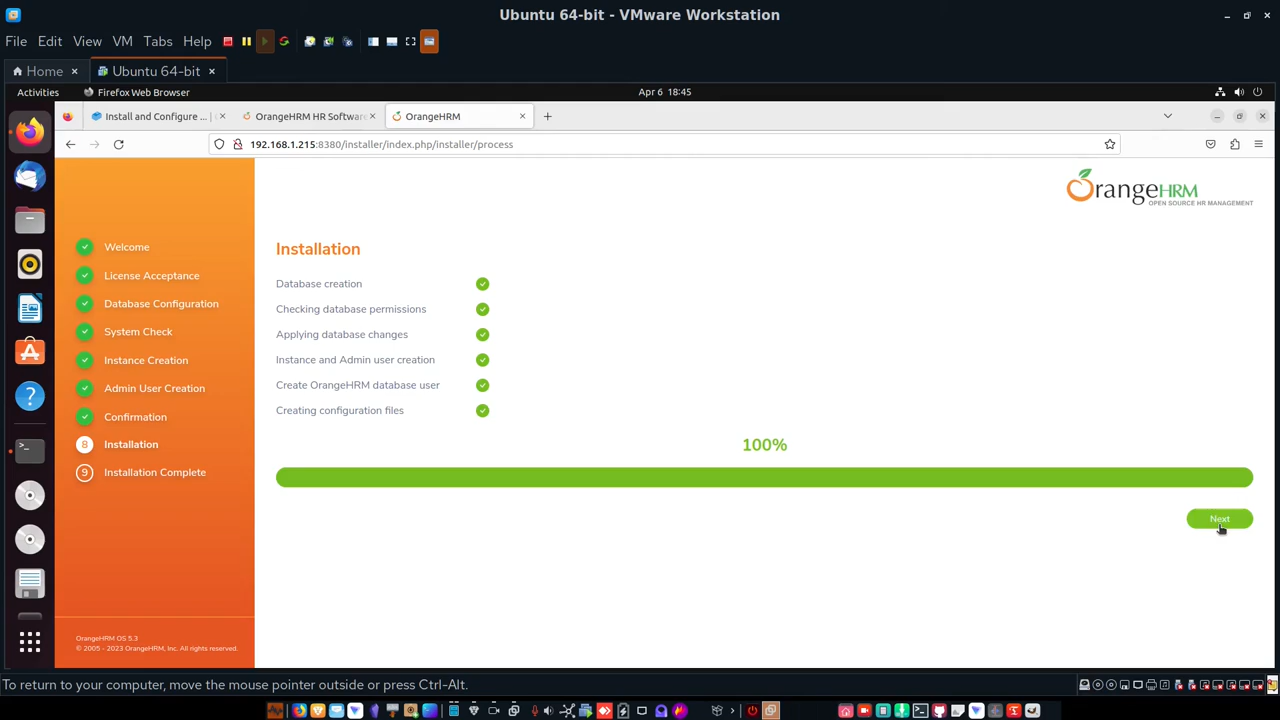 Ubuntu 64-bit - VMware Workstation
File Edit View VM Tabs Help
Home
Ubuntu 64-bit
Activities
Firefox Web Browser
Apr 6 18:45
Install and Configure ...
OrangeHRM HR Software
OrangeHRM
192.168.1.215:8380/installer/index.php/installer/process
OrangeHRM
OPEN SOURCE HR MANAGEMENT
Welcome
License Acceptance
Database Configuration
System Check
Instance Creation
Admin User Creation
Confirmation
8 Installation
9 Installation Complete
Installation
Database creation
Checking database permissions
Applying database changes
Instance and Admin user creation
Create OrangeHRM database user
Creating configuration files
100%
Next
OrangeHRM OS 5.3
© 2005 - 2023 OrangeHRM, Inc. All rights reserved.
To return to your computer, move the mouse pointer outside or press Ctrl-Alt.